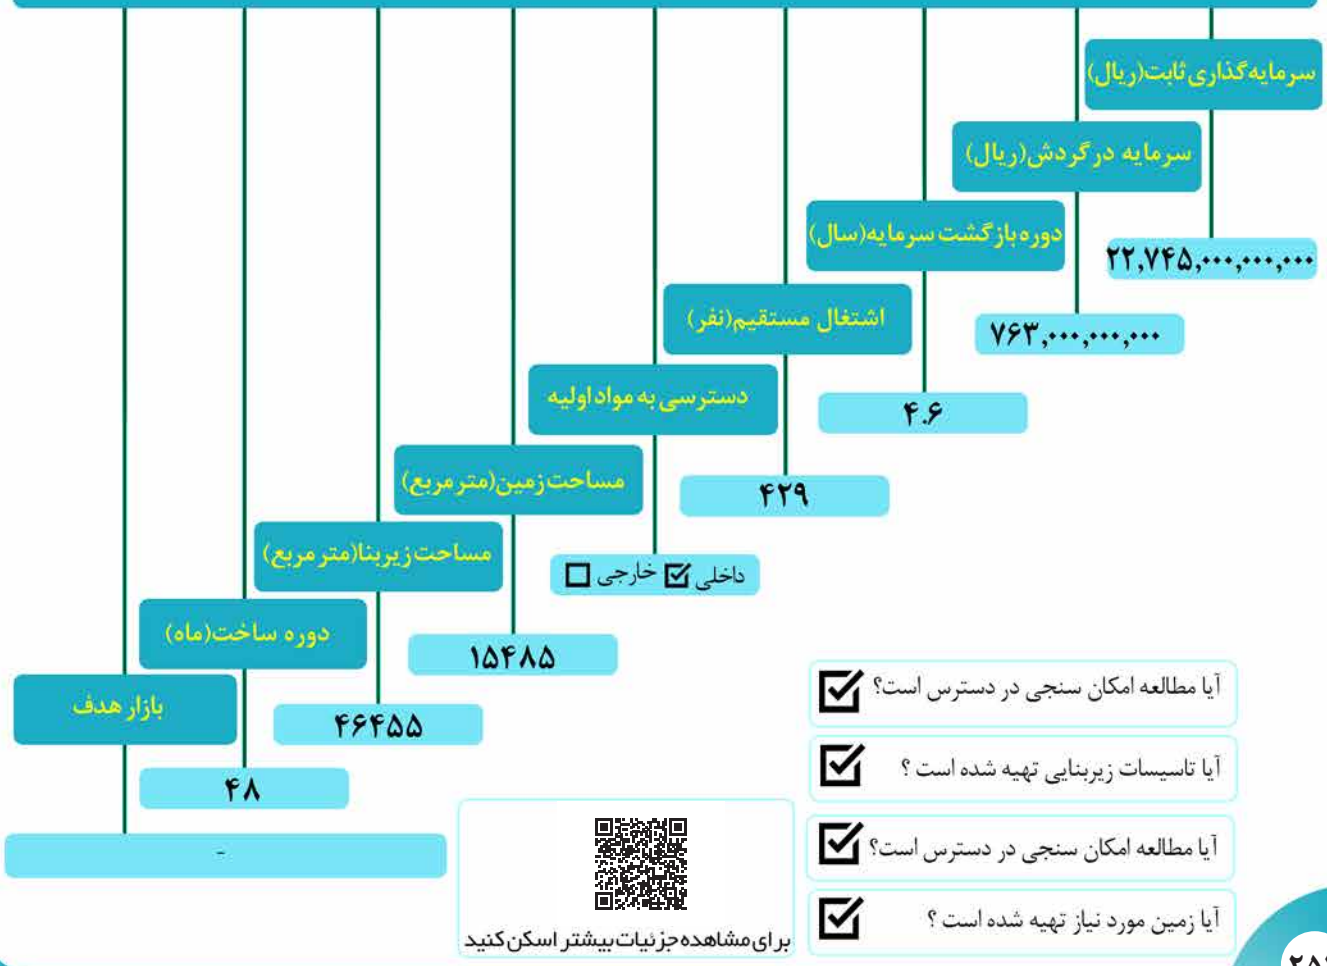 سرمایه‌گذاری ثابت(ریال)
۲۲,۷۴۵,۰۰۰,۰۰۰,۰۰۰
سرمایه در گردش(ریال)
۷۶۳,۰۰۰,۰۰۰,۰۰۰
دوره بازگشت سرمایه(سال)
۴.۶
اشتغال مستقیم(نفر)
۴۲۹
دسترسی به مواد اولیه
داخلی ☑ خارجی ☐
مساحت زمین(متر مربع)
۱۵۴۸۵
مساحت زیربنا(متر مربع)
۴۶۴۵۵
دوره ساخت(ماه)
۴۸
بازار هدف
-
آیا مطالعه امکان سنجی در دسترس است؟ ☑
آیا تاسیسات زیربنایی تهیه شده است ؟ ☑
آیا مطالعه امکان سنجی در دسترس است؟ ☑
آیا زمین مورد نیاز تهیه شده است ؟ ☑
برای مشاهده جزئیات بیشتر اسکن کنید